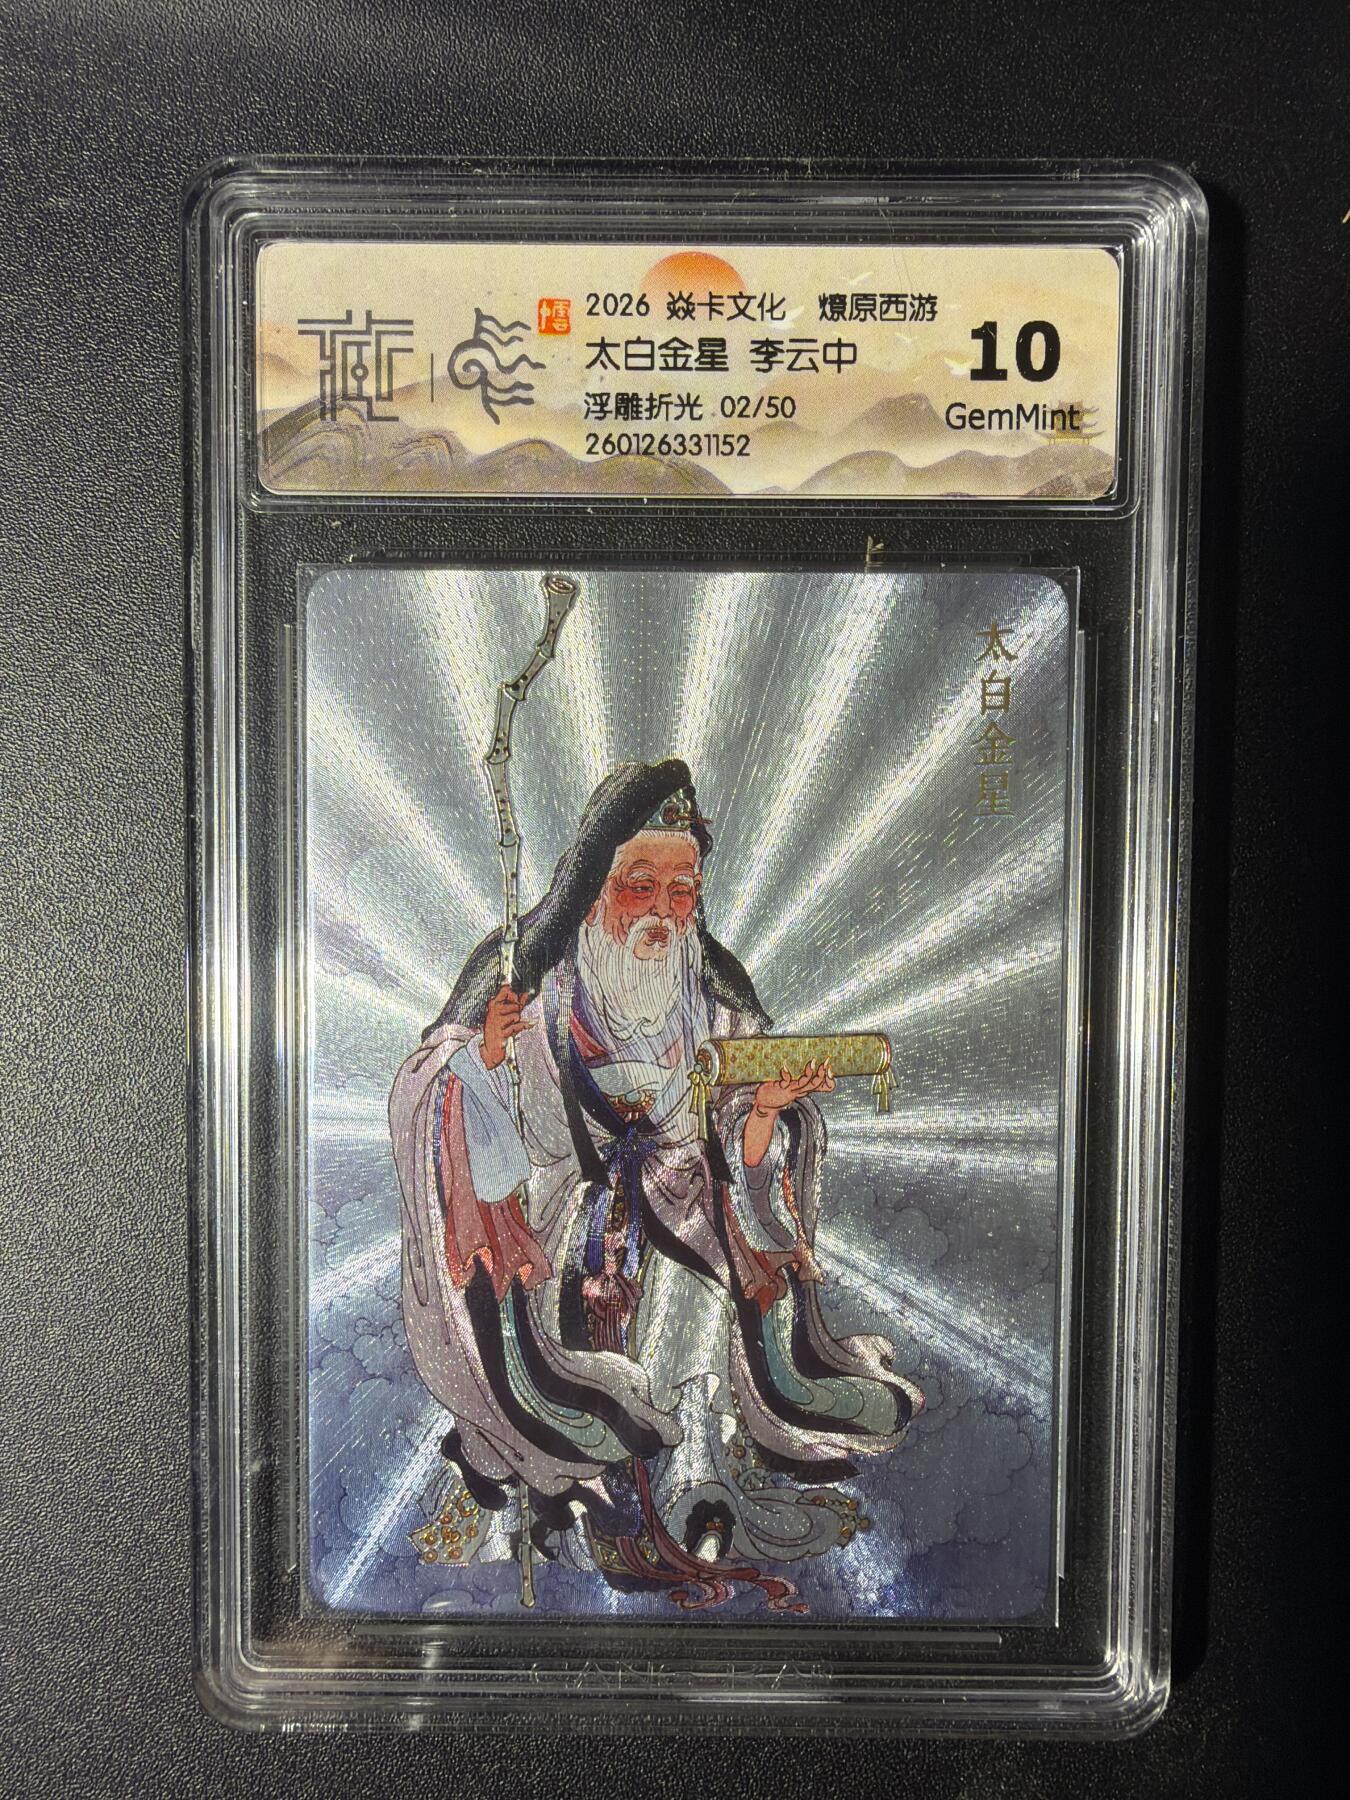 2026 焱卡文化 燎原西游
太白金星 李云中
浮雕折光 02/50
260126331152
10
GemMint
太白金星